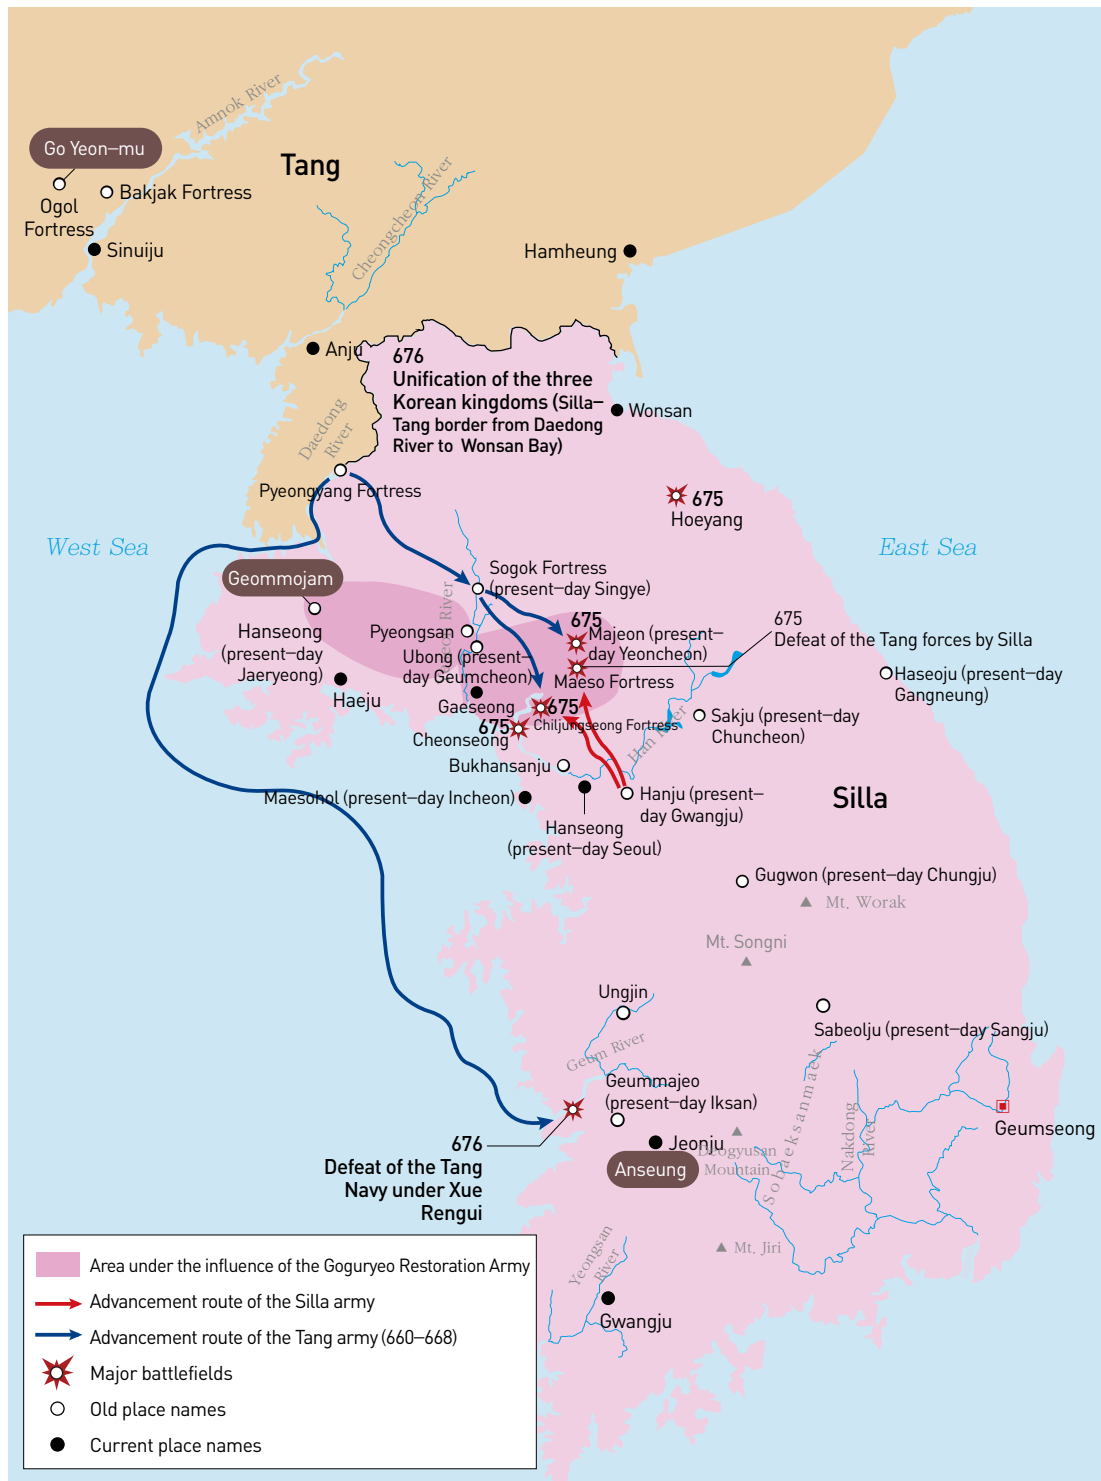 Amnok River
Go Yeon–mu
Tang
Bakjak Fortress
Ogol
Fortress
Sinuiju
Cheongcheon River
Hamheung
Anju
676
Unification of the three
Korean kingdoms (Silla–
Tang border from Daedong
River to Wonsan Bay)
Wonsan
Daedong
River
Pyeongyang Fortress
675
Hoeyang
West Sea
East Sea
Geommojam
Sogok Fortress
(present–day Singye)
River
Hanseong
(present–day
Jaeryeong)
Pyeongsan
Ubong (present–
day Geumcheon)
675
Majeon (present–
day Yeoncheon)
Maeso Fortress
675
Defeat of the Tang forces by Silla
Haseoju (present–day
Gangneung)
Haeju
Gaeseong
675
Chiljungseong Fortress
675
Cheonseong
Han River
Sakju (present–day
Chuncheon)
Bukhansanju
Maesohol (present–day Incheon)
Hanju (present–
day Gwangju)
Hanseong
(present–day Seoul)
Silla
Gugwon (present–day Chungju)
Mt. Worak
Mt. Songni
Ungjin
Sabeolju (present–day Sangju)
Geum River
Geummajeo
(present–day Iksan)
Sobaeksanmaek
Nakdong
River
Geumseong
Jeonju
Deogyusan
Mountain
Anseung
676
Defeat of the Tang
Navy under Xue
Rengui
Mt. Jiri
Yeongsan
River
Gwangju
Area under the influence of the Goguryeo Restoration Army
Advancement route of the Silla army
Advancement route of the Tang army (660–668)
Major battlefields
Old place names
Current place names